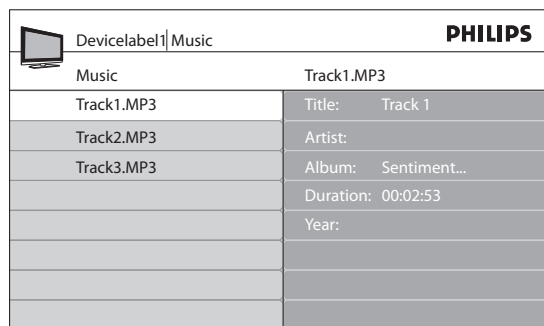 Devicelabel1| Music
PHILIPS
Music
Track1.MP3
Track1.MP3
Title: Track 1
Track2.MP3
Artist:
Track3.MP3
Album: Sentiment...
Duration: 00:02:53
Year: